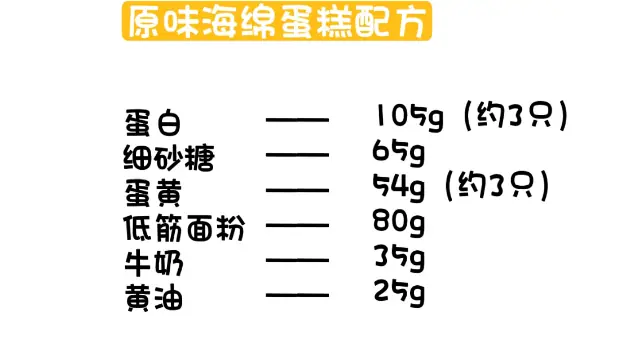 原味海绵蛋糕配方
蛋白 —— 105g（约3只）
细砂糖 —— 65g
蛋黄 —— 54g（约3只）
低筋面粉 —— 80g
牛奶 —— 35g
黄油 —— 25g